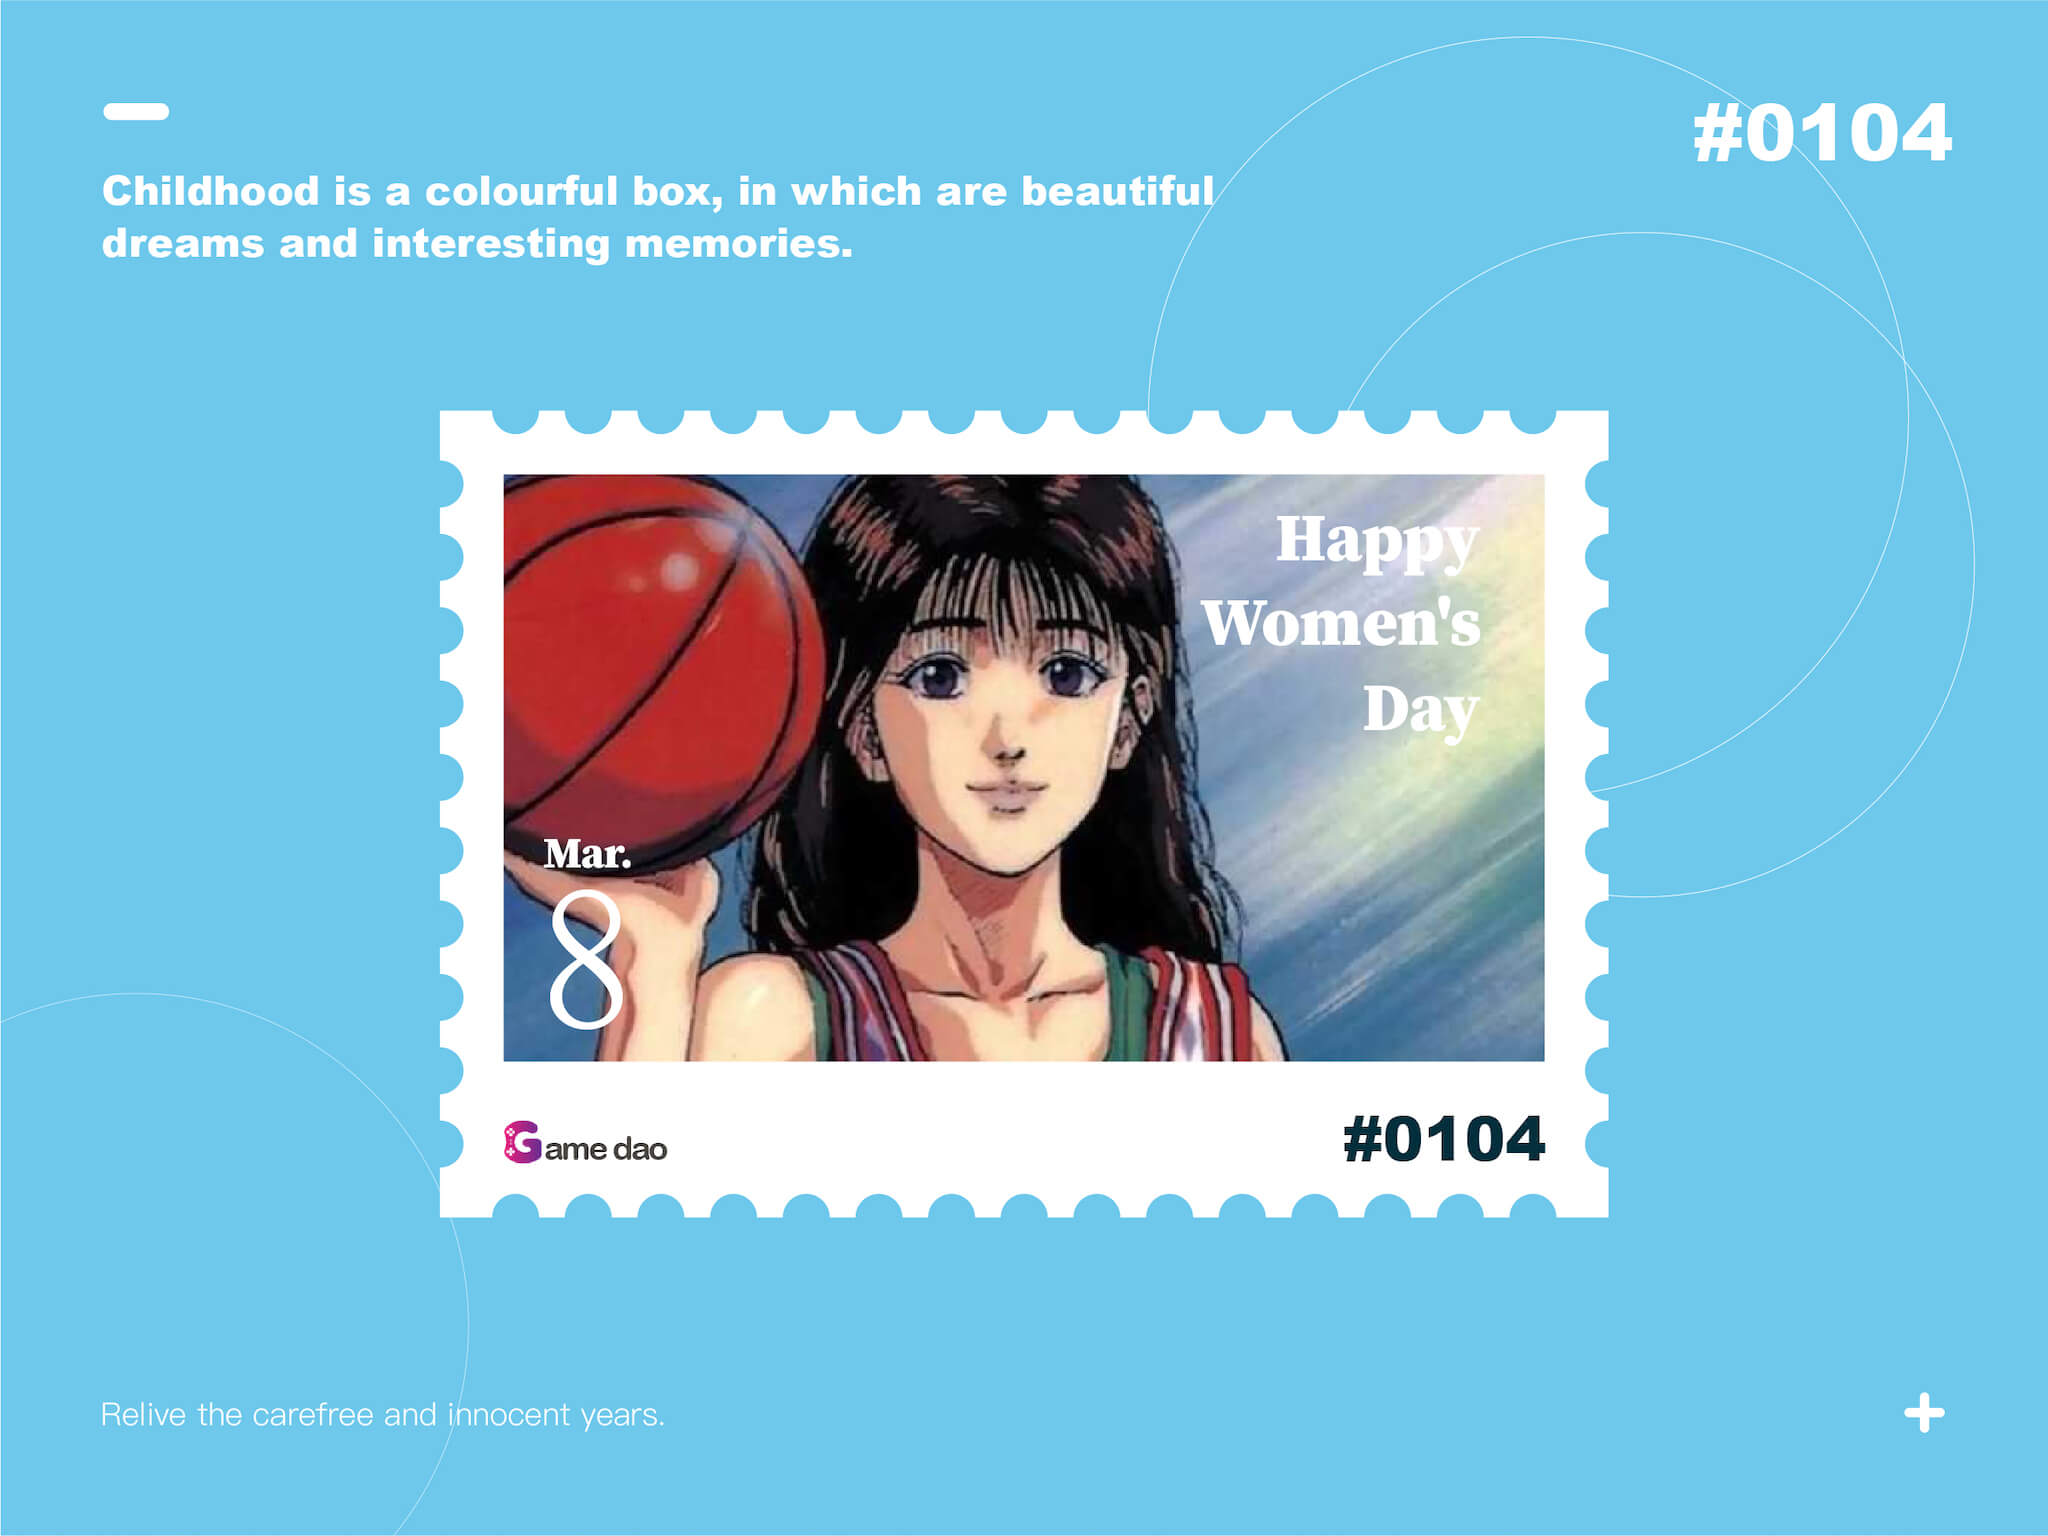 #0104
Childhood is a colourful box, in which are beautiful
dreams and interesting memories.
Happy
Women's
Day
Mar.
8
Game dao
#0104
Relive the carefree and innocent years.